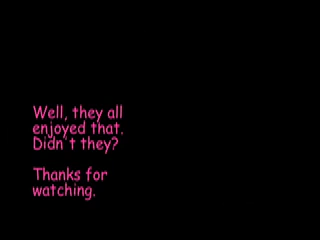 Well, they all
enjoyed that.
Didn't they?
Thanks for
watching.